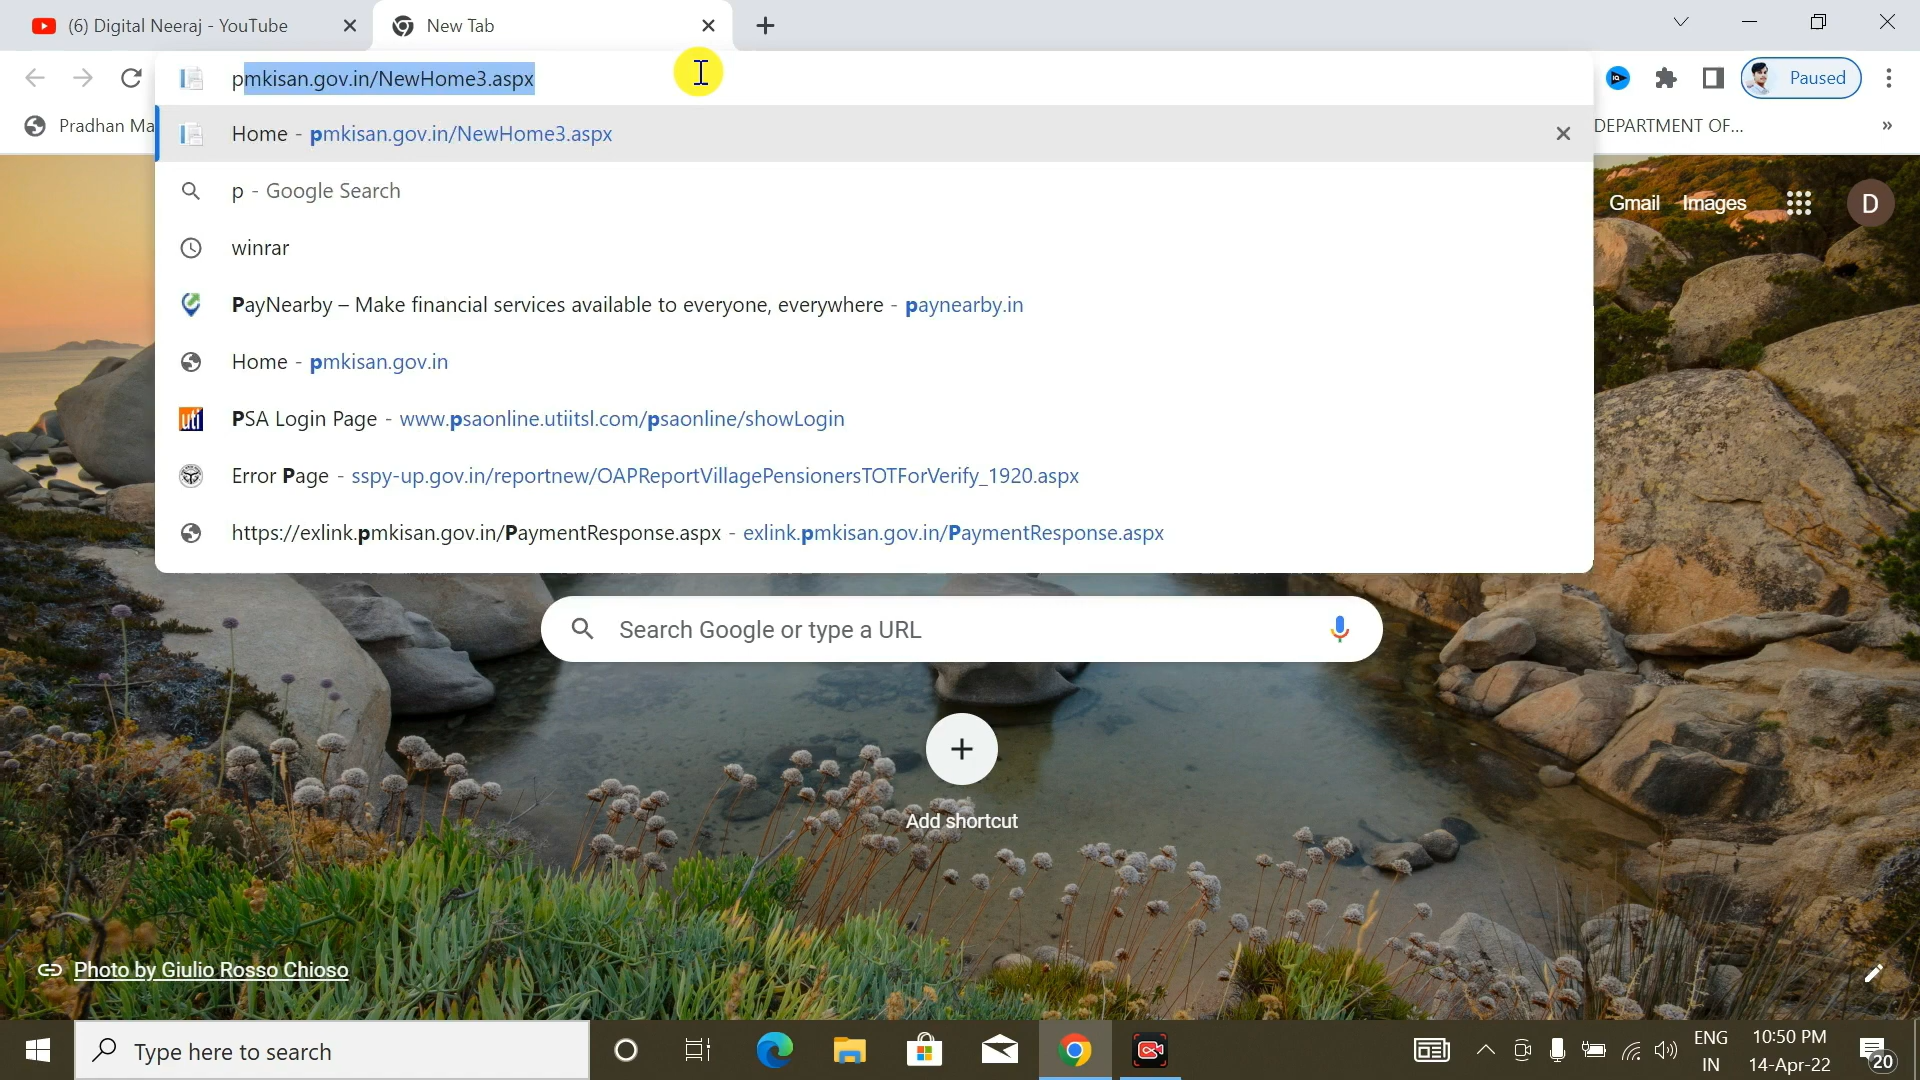 (6) Digital Neeraj - YouTube
New Tab
pmkisan.gov.in/NewHome3.aspx
Paused
Pradhan Ma
DEPARTMENT OF...
»
Home - pmkisan.gov.in/NewHome3.aspx
p - Google Search
winrar
PayNearby – Make financial services available to everyone, everywhere - paynearby.in
Home - pmkisan.gov.in
uti PSA Login Page - www.psaonline.utiitsl.com/psaonline/showLogin
Error Page - sspy-up.gov.in/reportnew/OAPReportVillagePensionersTOTForVerify_1920.aspx
https://exlink.pmkisan.gov.in/PaymentResponse.aspx - exlink.pmkisan.gov.in/PaymentResponse.aspx
Gmail Images
D
Search Google or type a URL
Add shortcut
Photo by Giulio Rosso Chioso
Type here to search
ENG
IN
10:50 PM
14-Apr-22
20